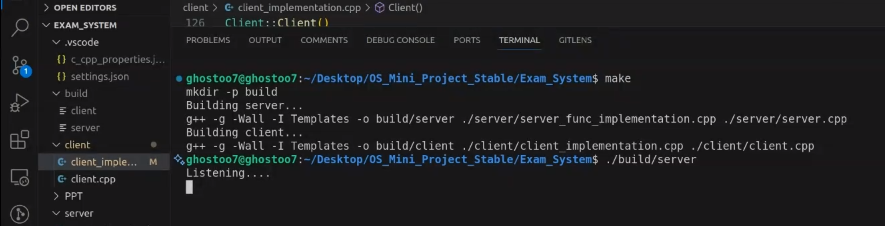 OPEN EDITORS
EXAM_SYSTEM
.vscode
c_cpp_properties.j...
settings.json
build
client
server
client
client_imple... M
client.cpp
PPT
server
1
client > client_implementation.cpp > Client()
126 Client::Client()
PROBLEMS OUTPUT COMMENTS DEBUG CONSOLE PORTS TERMINAL GITLENS
ghostoo7@ghostoo7:~/Desktop/OS_Mini_Project_Stable/Exam_System$ make
mkdir -p build
Building server...
g++ -g -Wall -I Templates -o build/server ./server/server_func_implementation.cpp ./server/server.cpp
Building client...
g++ -g -Wall -I Templates -o build/client ./client/client_implementation.cpp ./client/client.cpp
ghostoo7@ghostoo7:~/Desktop/OS_Mini_Project_Stable/Exam_System$ ./build/server
Listening....